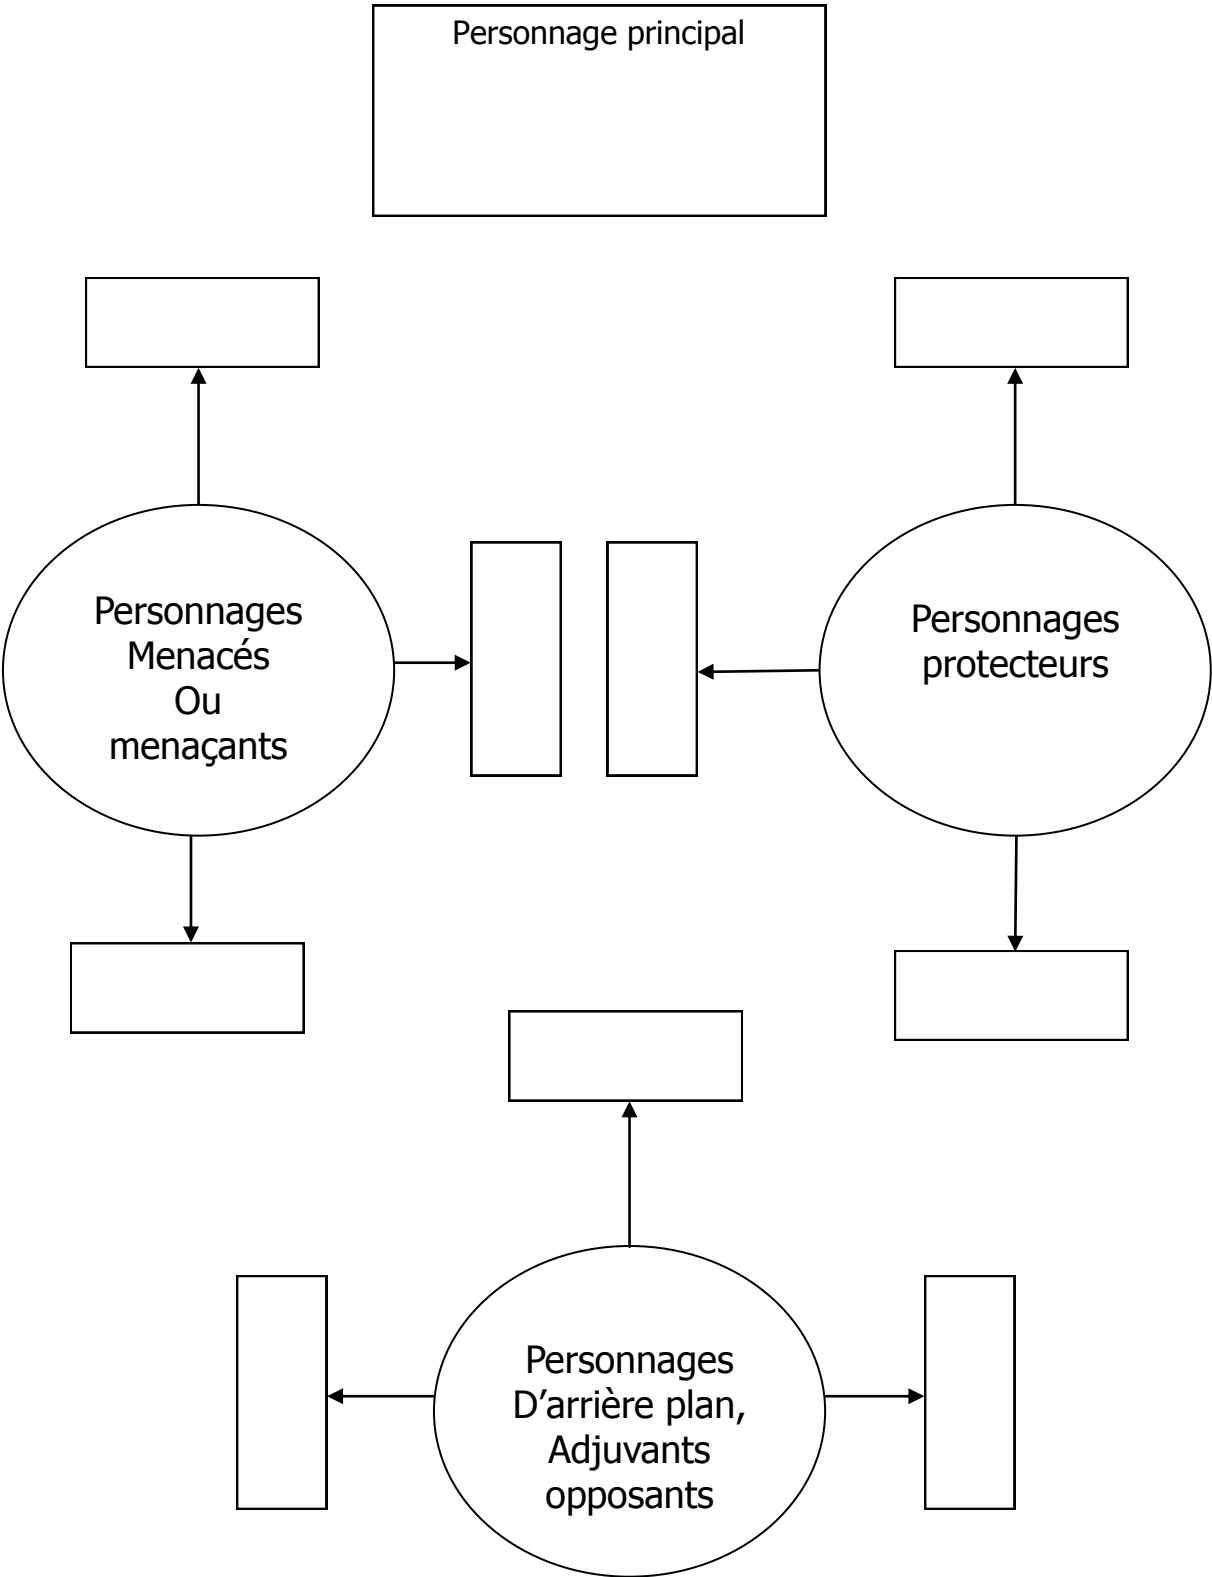 Personnage principal
Personnages
Menacés
Ou
menaçants
Personnages
protecteurs
Personnages
D’arrière plan,
Adjuvants
opposants